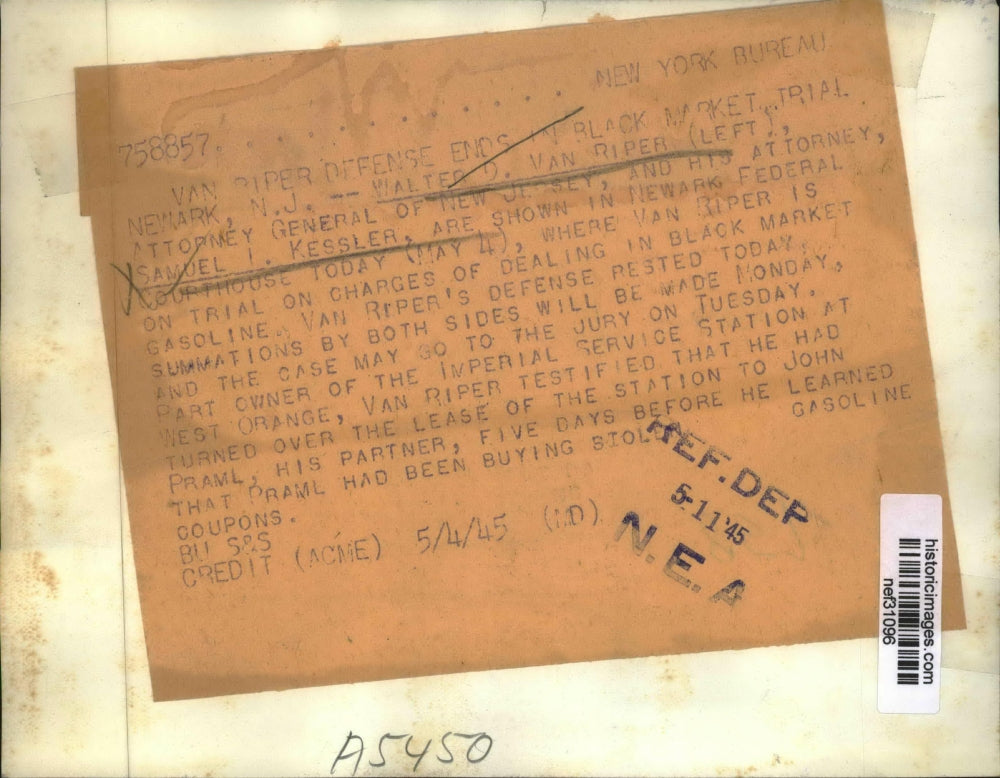 NEW YORK BUREAU
758857.............
VAN RIPER DEFENSE ENDS IN BLACK MARKET TRIAL
NEWARK, N.J. -- WALTER D. VAN RIPER (LEFT),
ATTORNEY GENERAL OF NEW JERSEY, AND HIS ATTORNEY,
SAMUEL I. KESSLER, ARE SHOWN IN NEWARK FEDERAL
COURTHOUSE TODAY (MAY 4), WHERE VAN RIPER IS
ON TRIAL ON CHARGES OF DEALING IN BLACK MARKET
GASOLINE. VAN RIPER'S DEFENSE RESTED TODAY.
SUMMATIONS BY BOTH SIDES WILL BE MADE MONDAY,
AND THE CASE MAY GO TO THE JURY ON TUESDAY.
PART OWNER OF THE IMPERIAL SERVICE STATION AT
WEST ORANGE, VAN RIPER TESTIFIED THAT HE HAD
TURNED OVER THE LEASE OF THE STATION TO JOHN
PRAML, HIS PARTNER, FIVE DAYS BEFORE HE LEARNED
THAT PRAML HAD BEEN BUYING GASOLINE
COUPONS.
BU S&S
CREDIT (ACME) 5/4/45 (MD)
REF. DEP
5-11'45
N.E.A
historicimages.com
nef31096
A5450